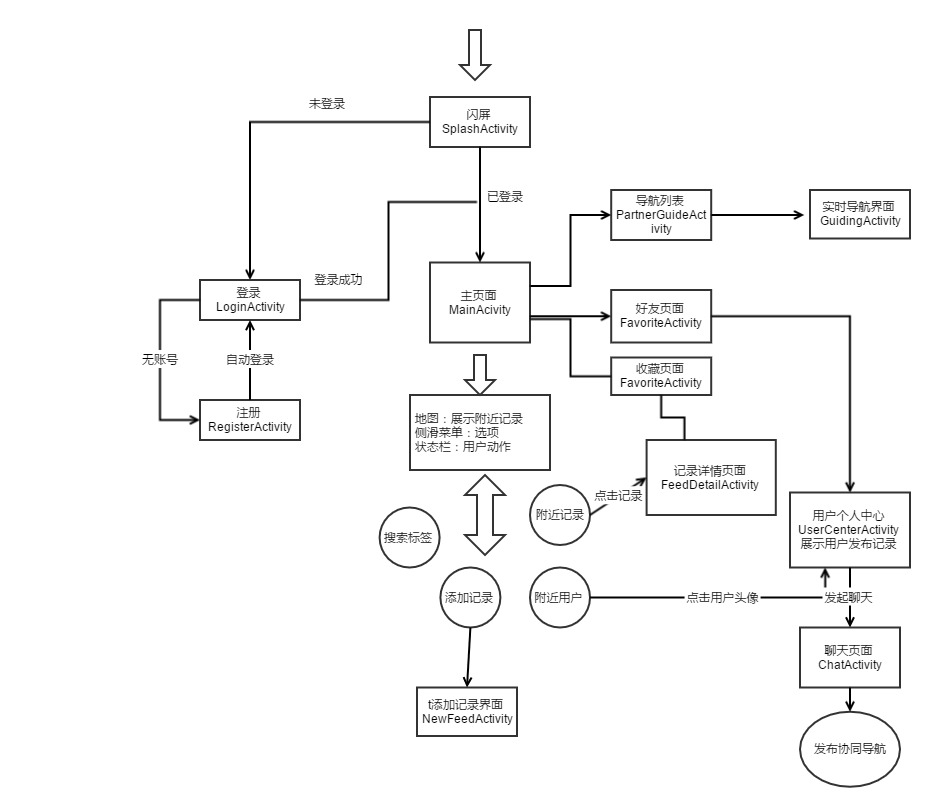 未登录
闪屏
SplashActivity
已登录
导航列表
PartnerGuideAct
ivity
实时导航界面
GuidingActivity
登录成功
登录
LoginActivity
主页面
MainAcivity
好友页面
FavoriteActivity
无账号
自动登录
收藏页面
FavoriteActivity
注册
RegisterActivity
地图：展示附近记录
侧滑菜单：选项
状态栏：用户动作
记录详情页面
FeedDetailActivity
点击记录
附近记录
搜索标签
用户个人中心
UserCenterActivity
展示用户发布记录
添加记录
附近用户
点击用户头像
发起聊天
聊天页面
ChatActivity
t添加记录界面
NewFeedActivity
发布协同导航